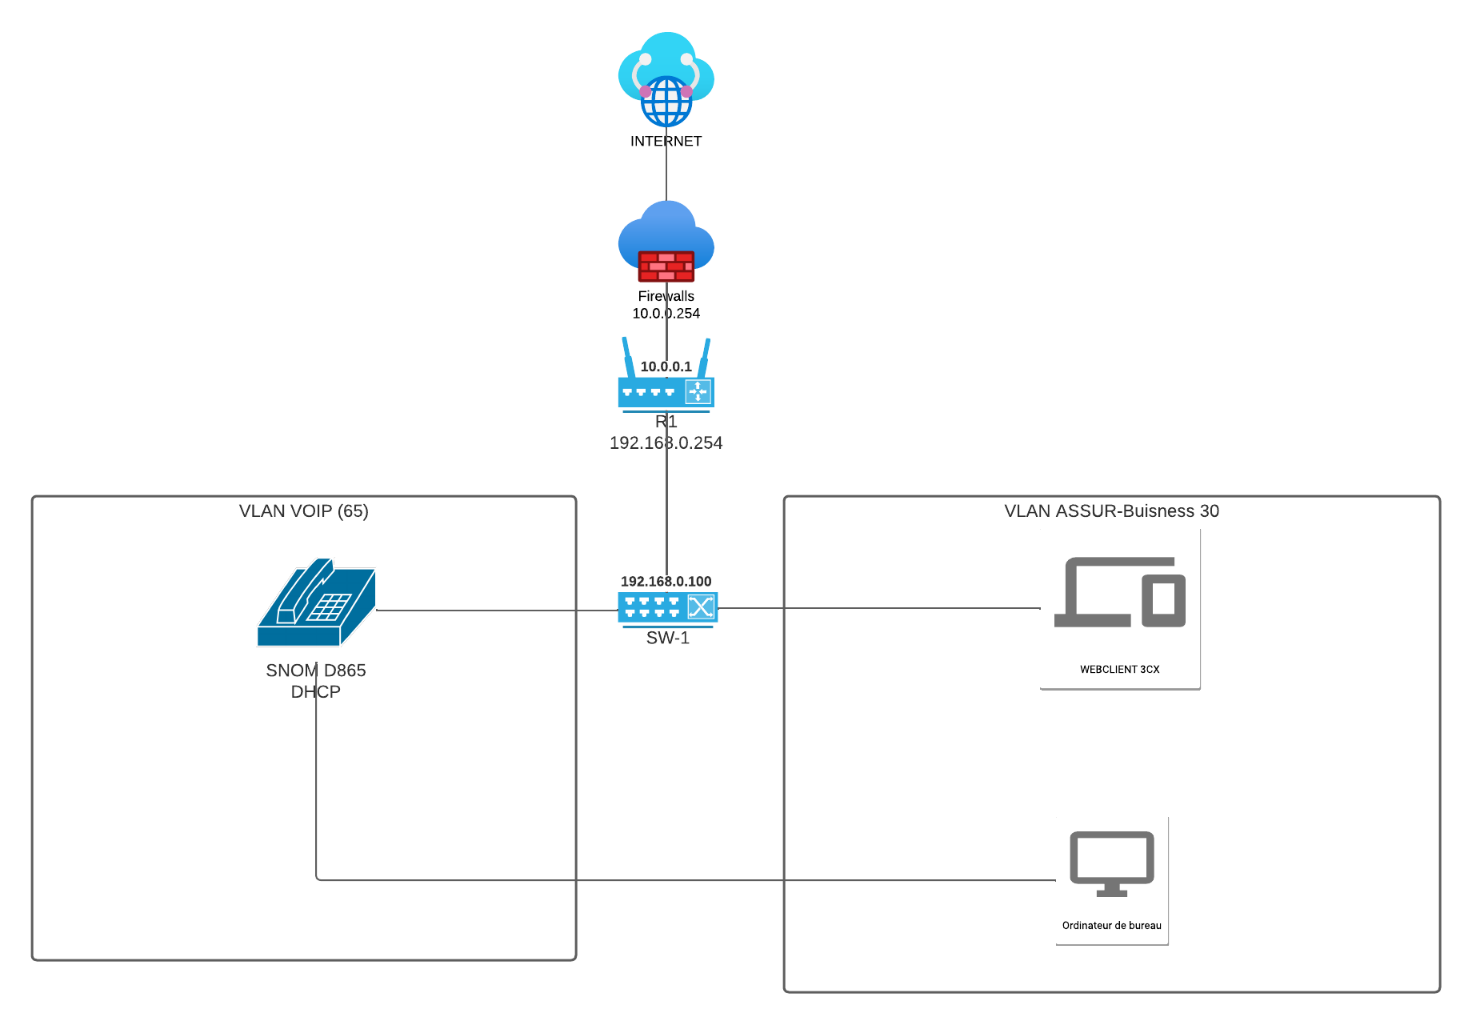 INTERNET
Firewalls
10.0.0.254
10.0.0.1
R1
192.168.0.254
VLAN VOIP (65)
SNOM D865
DHCP
192.168.0.100
SW-1
VLAN ASSUR-Buisness 30
WEBCLIENT 3CX
Ordinateur de bureau